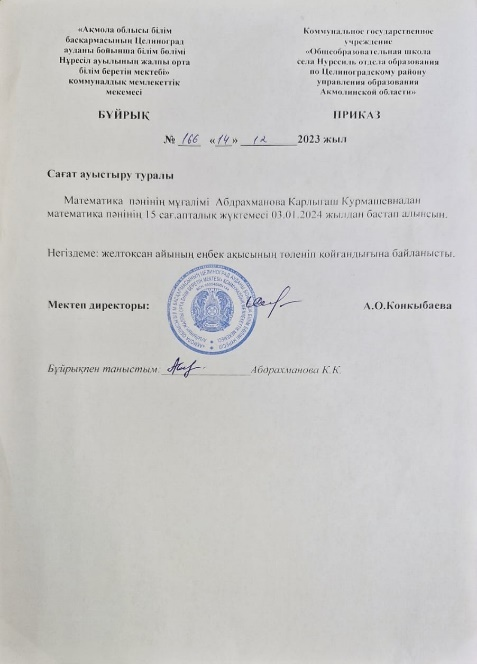 «Ақмола облысы білім
басқармасының Целиноград
ауданы бойынша білім бөлімі
Нұресіл ауылының жалпы орта
білім беретін мектебі»
коммуналдық мемлекеттік
мекемесі
БҰЙРЫҚ
Коммунальное государственное
учреждение
«Общеобразовательная школа
села Нуресиль отдела образования
по Целиноградскому району
управления образования
Акмолинской области»
ПРИКАЗ
№ 166 «14» 12 2023 жыл
Сағат ауыстыру туралы
Математика пәнінің мұғалімі Абдрахманова Карлыгаш Курмашевнадан
математика пәнінің 15 сағ.апталық жүктемесі 03.01.2024 жылдан бастап алынсын.
Негіздеме: желтоқсан айының еңбек ақысының төленіп қойғандығына байланысты.
Мектеп директоры: А.О.Конкыбаева
Бұйрықпен таныстым Абдрахманова К.К.